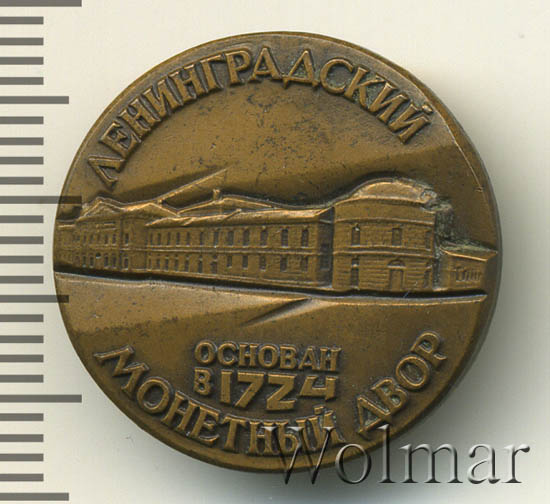 ЛЕНИНГРАДСКИЙ
ОСНОВАН
В 1724
МОНЕТНЫЙ ДВОР
Wolmar